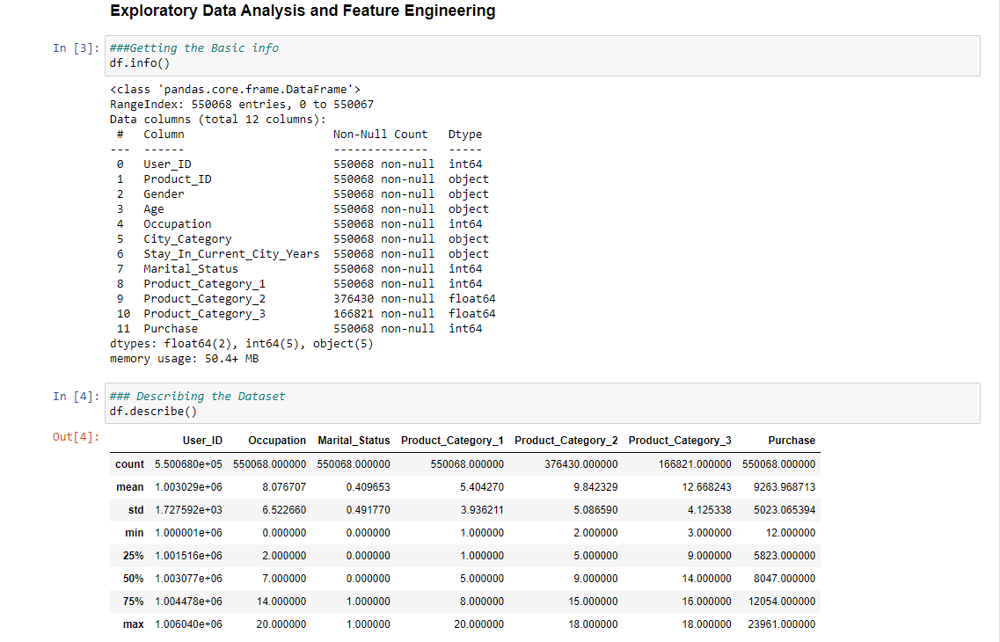 Exploratory Data Analysis and Feature Engineering
In [3]: ###Getting the Basic info
df.info()
<class 'pandas.core.frame.DataFrame'>
RangeIndex: 550068 entries, 0 to 550067
Data columns (total 12 columns):
# Column Non-Null Count Dtype
--- ------ -------------- -----
0 User_ID 550068 non-null int64
1 Product_ID 550068 non-null object
2 Gender 550068 non-null object
3 Age 550068 non-null object
4 Occupation 550068 non-null int64
5 City_Category 550068 non-null object
6 Stay_In_Current_City_Years 550068 non-null object
7 Marital_Status 550068 non-null int64
8 Product_Category_1 550068 non-null int64
9 Product_Category_2 376430 non-null float64
10 Product_Category_3 166821 non-null float64
11 Purchase 550068 non-null int64
dtypes: float64(2), int64(5), object(5)
memory usage: 50.4+ MB
In [4]: ### Describing the Dataset
df.describe()
Out[4]:
User_ID Occupation Marital_Status Product_Category_1 Product_Category_2 Product_Category_3 Purchase
count 5.500680e+05 550068.000000 550068.000000 550068.000000 376430.000000 166821.000000 550068.000000
mean 1.003029e+06 8.076707 0.409653 5.404270 9.842329 12.668243 9263.968713
std 1.727592e+03 6.522660 0.491770 3.936211 5.086590 4.125338 5023.065394
min 1.000001e+06 0.000000 0.000000 1.000000 2.000000 3.000000 12.000000
25% 1.001516e+06 2.000000 0.000000 1.000000 5.000000 9.000000 5823.000000
50% 1.003077e+06 7.000000 0.000000 5.000000 9.000000 14.000000 8047.000000
75% 1.004478e+06 14.000000 1.000000 8.000000 15.000000 16.000000 12054.000000
max 1.006040e+06 20.000000 1.000000 20.000000 18.000000 18.000000 23961.000000